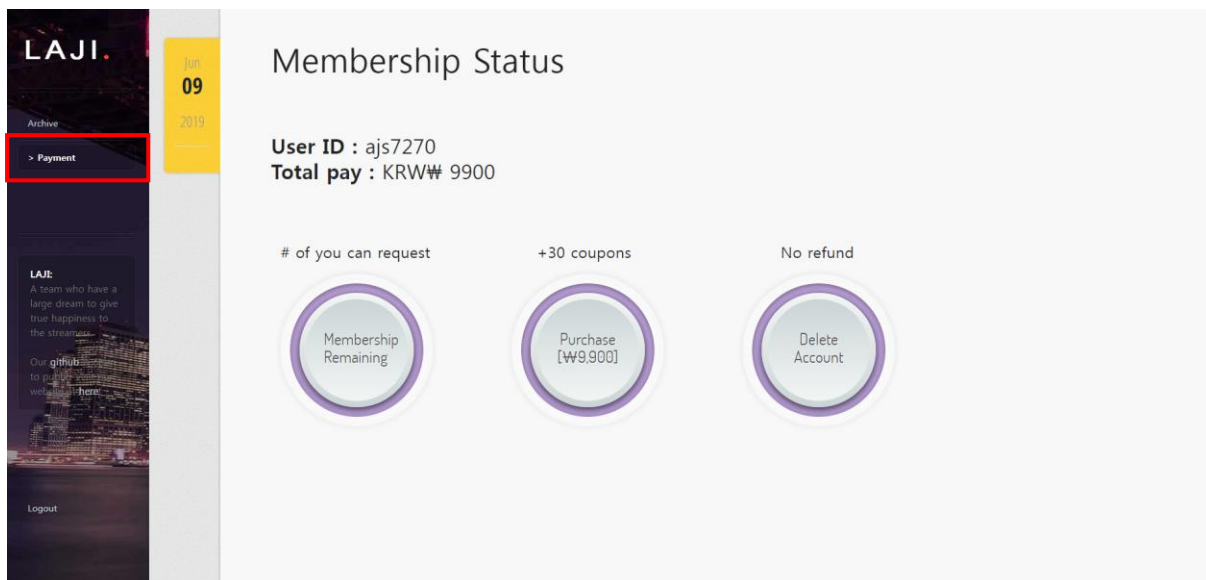 LAJI.
Archive
> Payment
LAJI:
A team who have a
large dream to give
true happiness to
the streamers.
Our github
to
website here
Logout
Jun
09
2019
Membership Status
User ID : ajs7270
Total pay : KRW₩ 9900
# of you can request
Membership
Remaining
+30 coupons
Purchase
[₩9,900]
No refund
Delete
Account